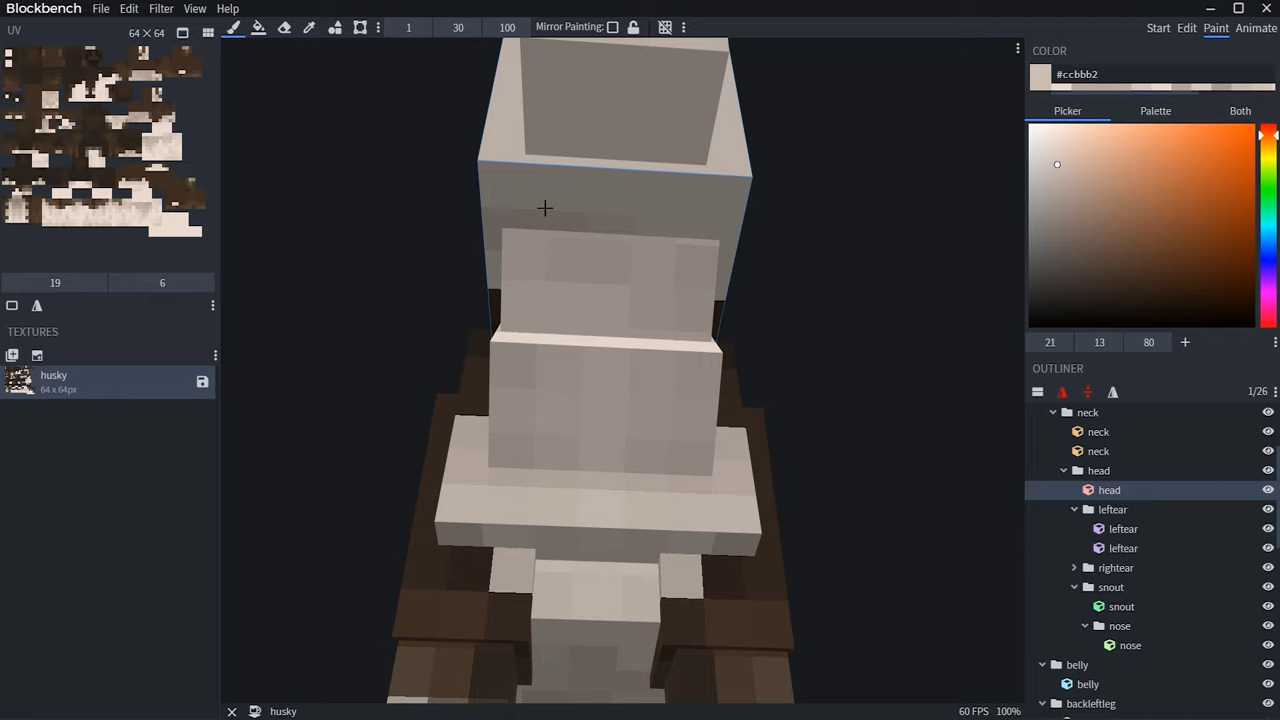 Blockbench File Edit Filter View Help
UV 64 × 64
1 30 100 Mirror Painting:
Start Edit Paint Animate
COLOR
#ccbbb2
Picker Palette Both
19 6
TEXTURES
husky
64 x 64px
21 13 80
OUTLINER
1/26
neck
neck
neck
head
head
leftear
leftear
leftear
rightear
snout
snout
nose
nose
belly
belly
backleftleg
husky
60 FPS 100%